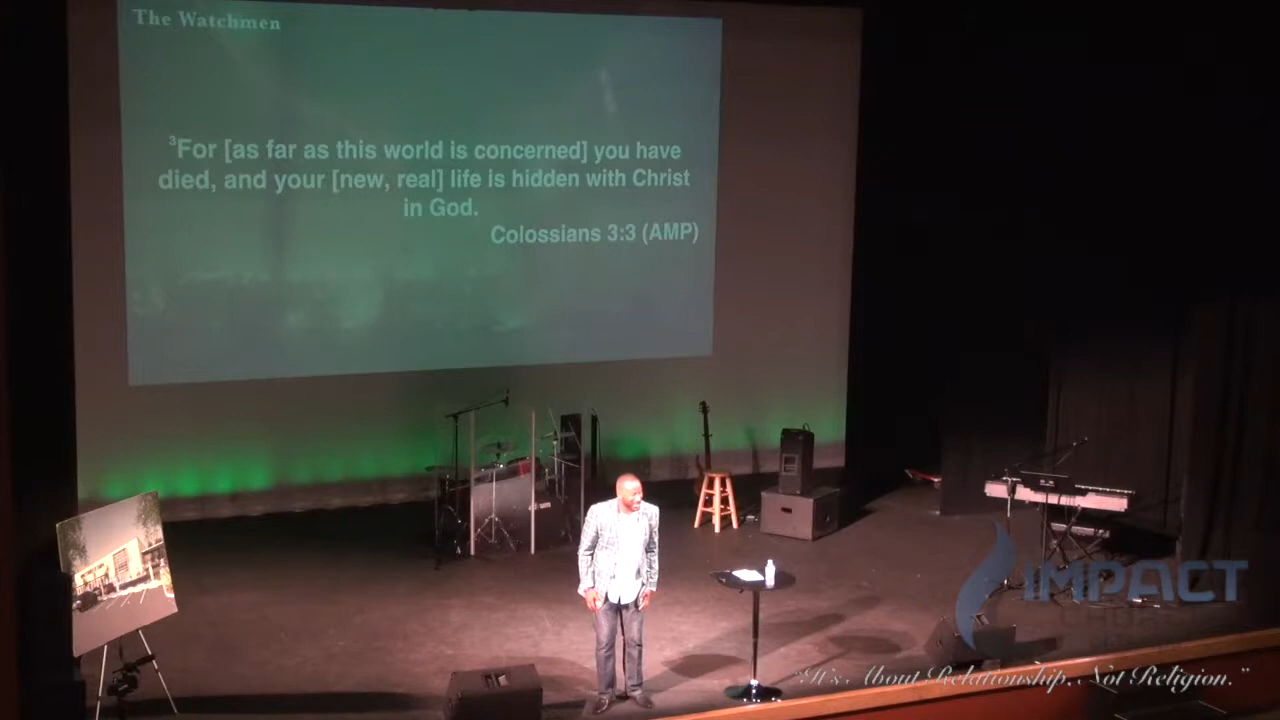 The Watchmen
³For [as far as this world is concerned] you have
died, and your [new, real] life is hidden with Christ
in God.
Colossians 3:3 (AMP)
IMPACT
CHURCH
"It's About Relationship, Not Religion."